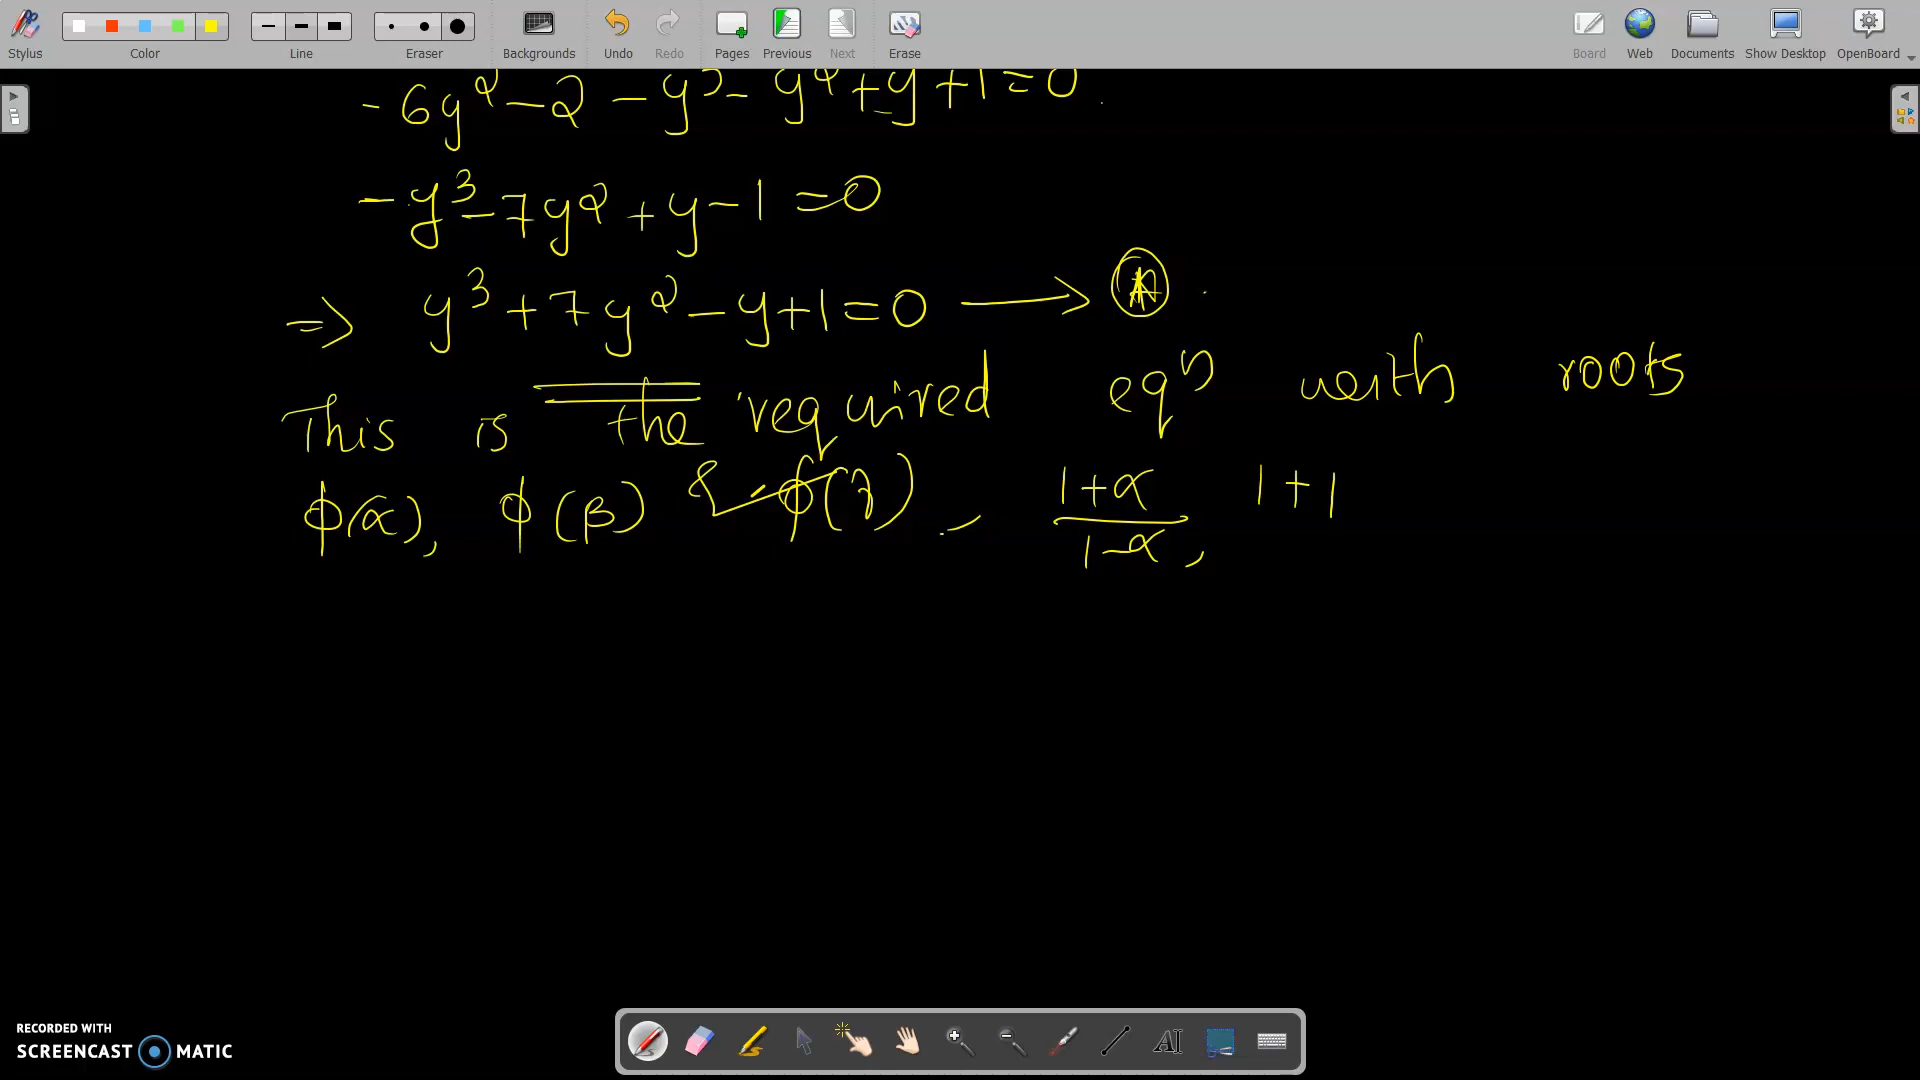 Stylus Color Line Eraser Backgrounds Undo Redo Pages Previous Next Erase Board Web Documents Show Desktop OpenBoard
-6y² - 2 - y³ - y² + y + 1 = 0.
-y³ - 7y² + y - 1 = 0
=> y³ + 7y² - y + 1 = 0 → A
This is the required eqn with roots
ϕ(α), ϕ(β) & ϕ(γ). - 1+α/1-α, 1+1
RECORDED WITH
SCREENCAST MATIC